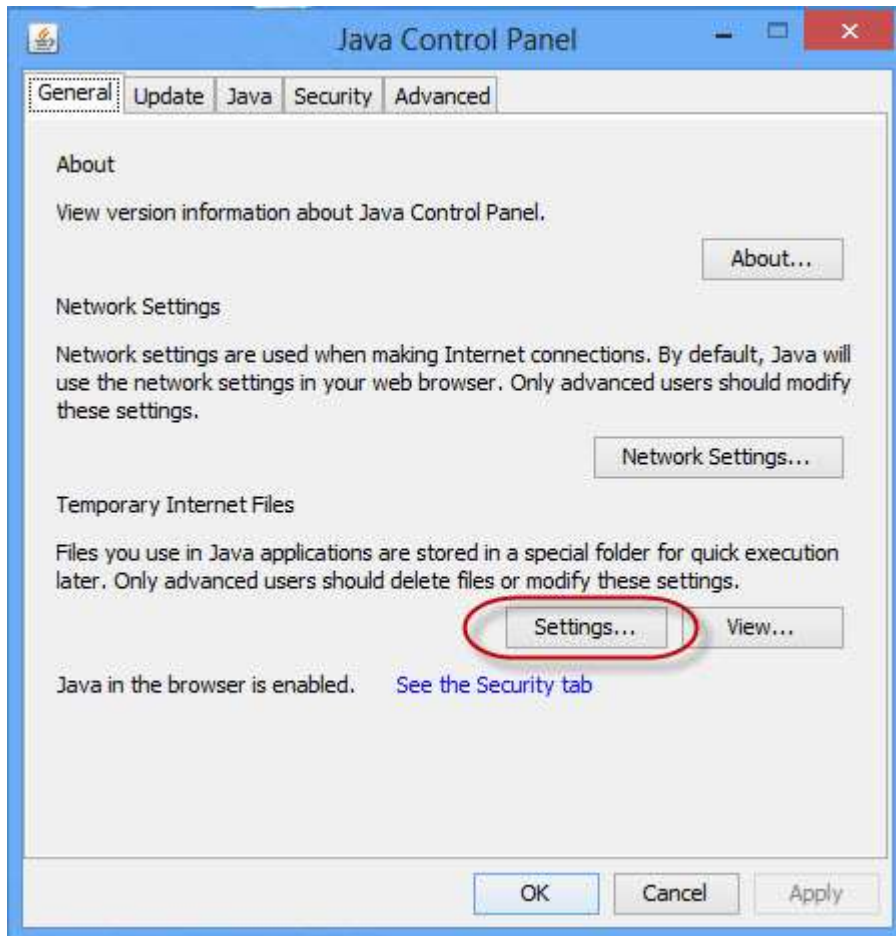 Java Control Panel
General Update Java Security Advanced
About
View version information about Java Control Panel.
About...
Network Settings
Network settings are used when making Internet connections. By default, Java will
use the network settings in your web browser. Only advanced users should modify
these settings.
Network Settings...
Temporary Internet Files
Files you use in Java applications are stored in a special folder for quick execution
later. Only advanced users should delete files or modify these settings.
Settings... View...
Java in the browser is enabled. See the Security tab
OK Cancel Apply